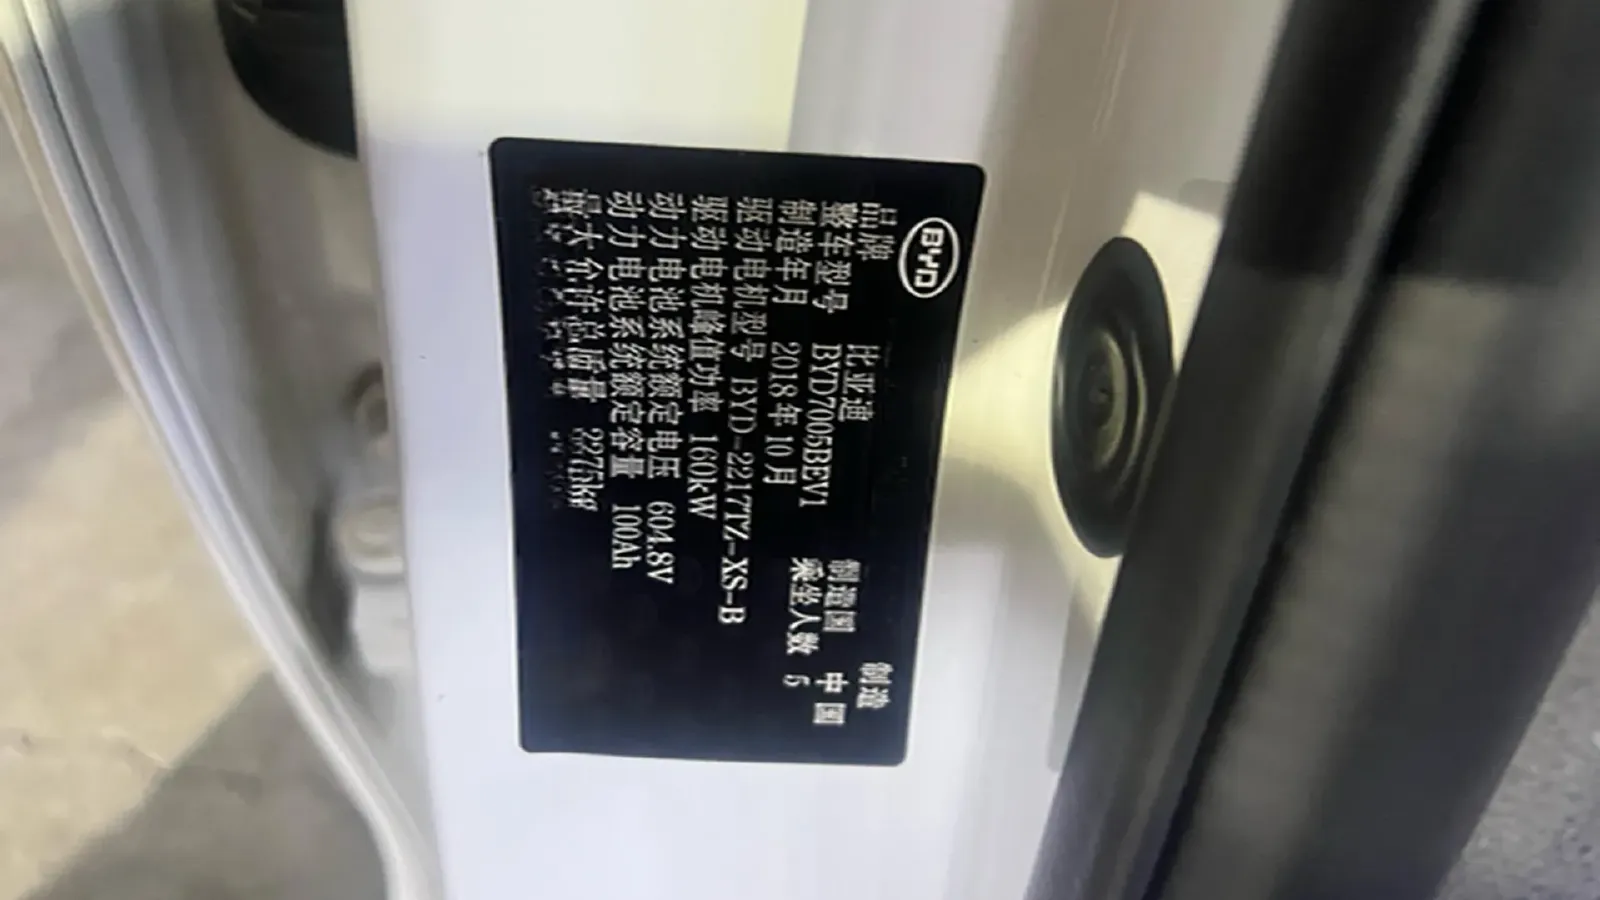 BYD
制造
品牌 比亚迪 制造国 中国
整车型号 BYD7005BEV1 乘坐人数 5
制造年月 2018年10月
驱动电机型号 BYD-2217TZ-XS-B
驱动电机峰值功率 160kW
动力电池系统额定电压 604.8V
动力电池系统额定容量 100Ah
最大允许总质量 2275kg